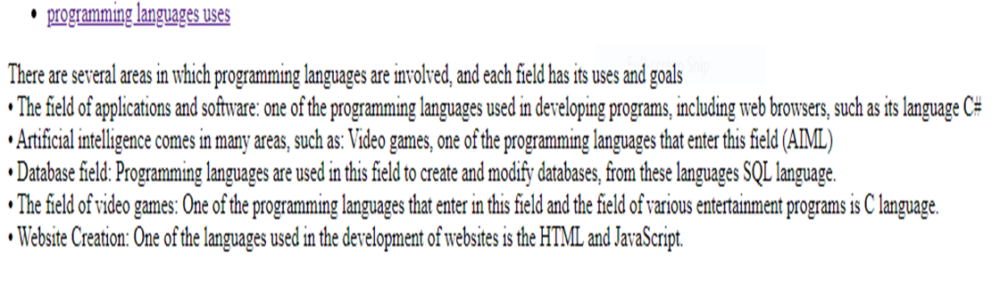 • programming languages uses
There are several areas in which programming languages are involved, and each field has its uses and goals
• The field of applications and software: one of the programming languages used in developing programs, including web browsers, such as its language C#
• Artificial intelligence comes in many areas, such as: Video games, one of the programming languages that enter this field (AIML)
• Database field: Programming languages are used in this field to create and modify databases, from these languages SQL language.
• The field of video games: One of the programming languages that enter in this field and the field of various entertainment programs is C language.
• Website Creation: One of the languages used in the development of websites is the HTML and JavaScript.